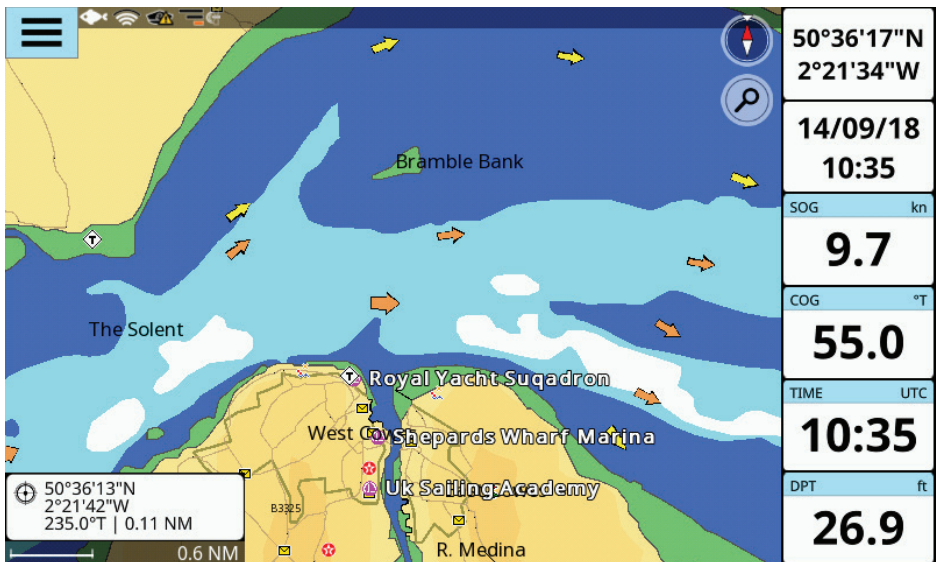 50°36'17"N
2°21'34"W
14/09/18
10:35
SOG kn
9.7
COG °T
55.0
TIME UTC
10:35
DPT ft
26.9
Bramble Bank
T
The Solent
T
Royal Yacht Suqadron
West
Shepards Wharf Marina
Uk Sailing Academy
B3325
R. Medina
50°36'13"N
2°21'42"W
235.0°T | 0.11 NM
0.6 NM